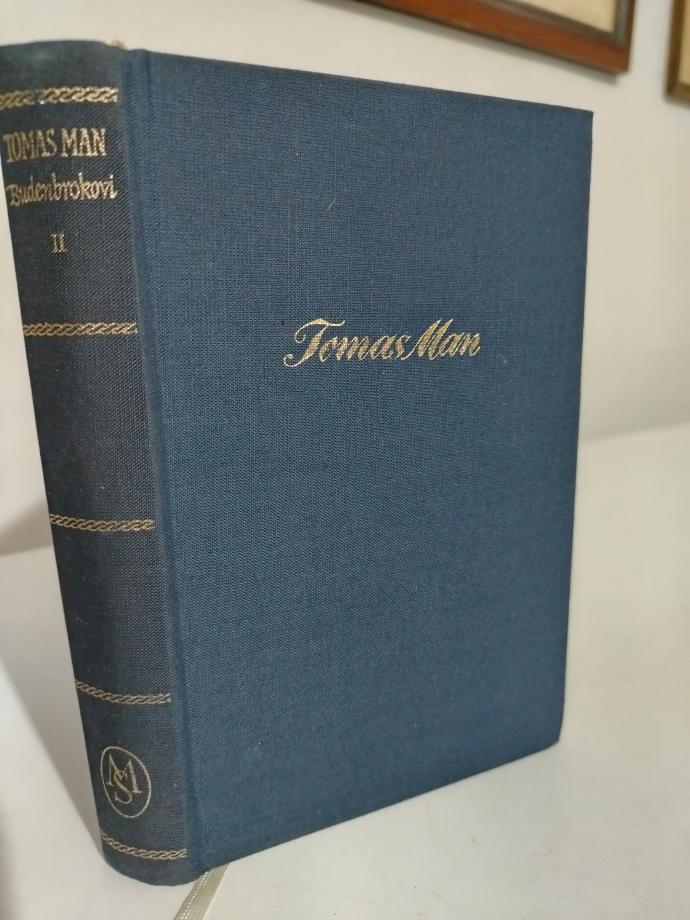 TOMAS MAN
Budenbrokovi
II
Tomas Man
MS